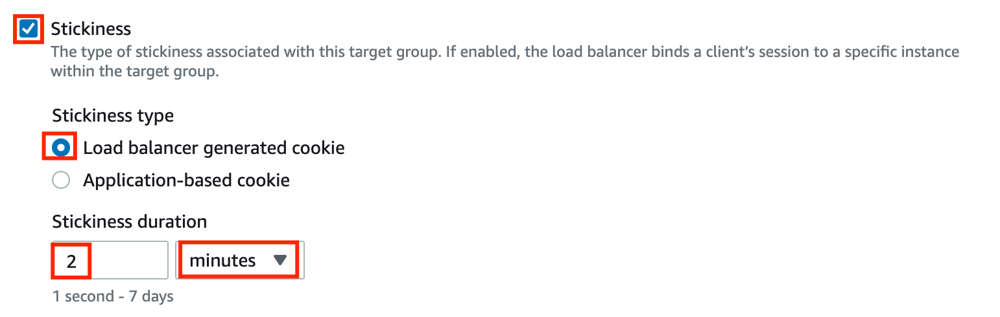 Stickiness
The type of stickiness associated with this target group. If enabled, the load balancer binds a client’s session to a specific instance
within the target group.
Stickiness type
Load balancer generated cookie
Application-based cookie
Stickiness duration
2 minutes
1 second - 7 days